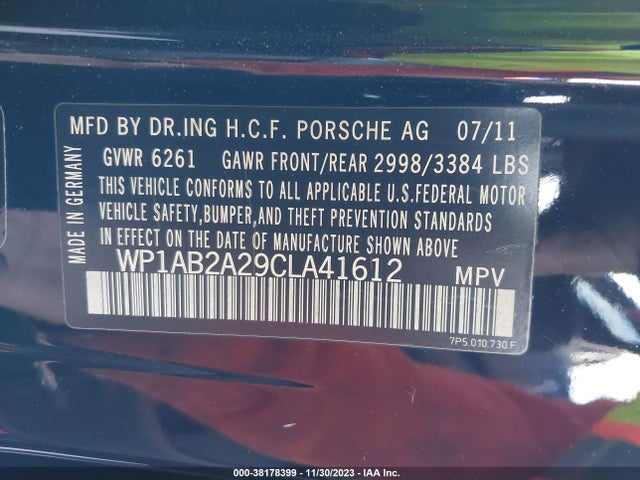 MFD BY DR.ING H.C.F. PORSCHE AG 07/11
GVWR 6261 GAWR FRONT/REAR 2998/3384 LBS
THIS VEHICLE CONFORMS TO ALL APPLICABLE U.S.FEDERAL MOTOR
VEHICLE SAFETY,BUMPER,AND THEFT PREVENTION STANDARDS
IN EFFECT ON THE DATE OF MANUFACTURE SHOWN ABOVE.
WP1AB2A29CLA41612 MPV
MADE IN GERMANY
7P5.010.730.F
000-38178399 - 11/30/2023 - IAA Inc.